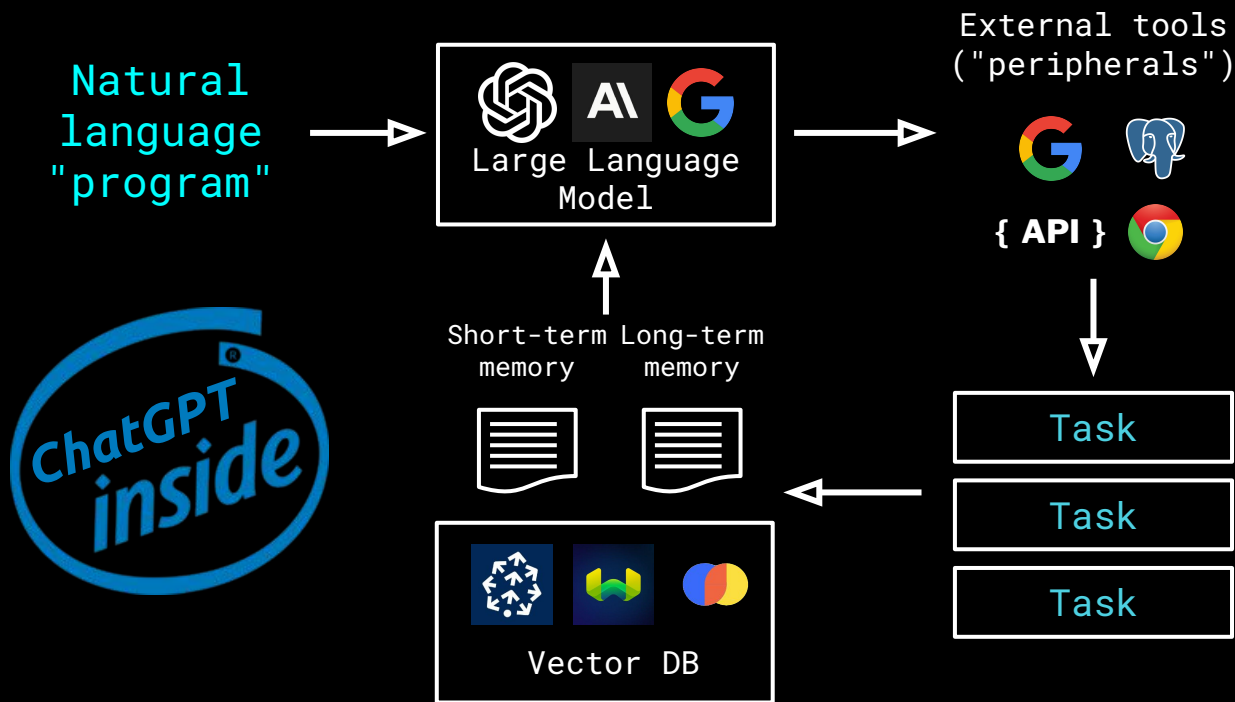 Natural
language
"program"
AI
Large Language
Model
External tools
("peripherals")
{ API }
Short-term
memory
Long-term
memory
ChatGPT
inside
®
Task
Task
Task
Vector DB